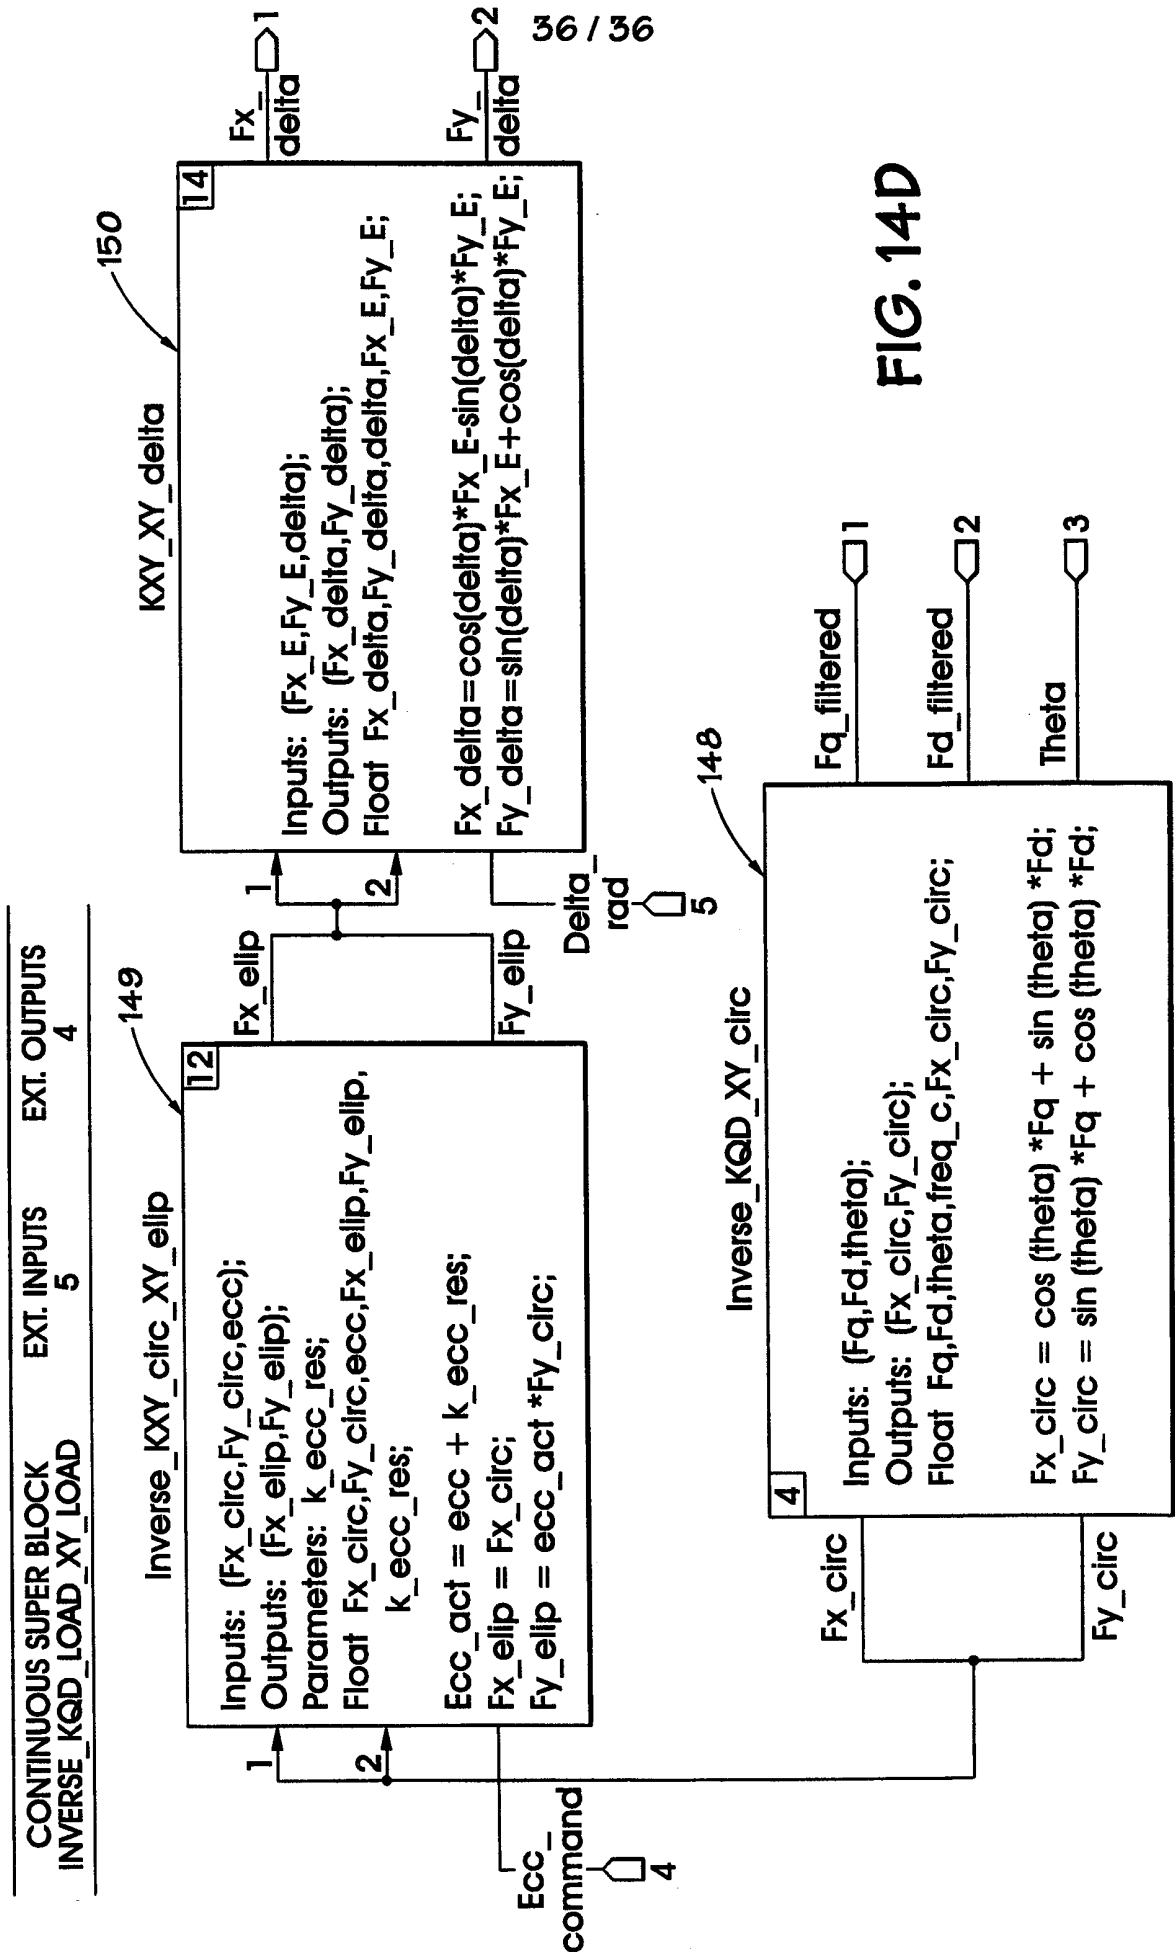 36 / 36
CONTINUOUS SUPER BLOCK EXT. INPUTS EXT. OUTPUTS
INVERSE_KQD_LOAD_XY_LOAD 5 4
Inverse_KXY_circ_XY_elip
149
12
Inputs: (Fx_circ,Fy_circ,ecc);
Outputs: (Fx_elip,Fy_elip);
Parameters: k_ecc_res;
Float Fx_circ,Fy_circ,ecc,Fx_elip,Fy_elip,
k_ecc_res;
Ecc_act = ecc + k_ecc_res;
Fx_elip = Fx_circ;
Fy_elip = ecc_act *Fy_circ;
1
2
Ecc_
command
4
Fx_elip
Fy_elip
KXY_XY_delta
150
14
Inputs: (Fx_E,Fy_E,delta);
Outputs: (Fx_delta,Fy_delta);
Float Fx_delta,Fy_delta,delta,Fx_E,Fy_E;
Fx_delta=cos(delta)*Fx_E-sin(delta)*Fy_E;
Fy_delta=sin(delta)*Fx_E+cos(delta)*Fy_E;
1
2
Delta_
rad
5
Fx_
delta
1
Fy_
delta
2
Inverse_KQD_XY_circ
148
4
Inputs: (Fq,Fd,theta);
Outputs: (Fx_circ,Fy_circ);
Float Fq,Fd,theta,freq_c,Fx_circ,Fy_circ;
Fx_circ = cos (theta) *Fq + sin (theta) *Fd;
Fy_circ = sin (theta) *Fq + cos (theta) *Fd;
Fx_circ
Fy_circ
Fq_filtered
1
Fd_filtered
2
Theta
3
FIG. 14D